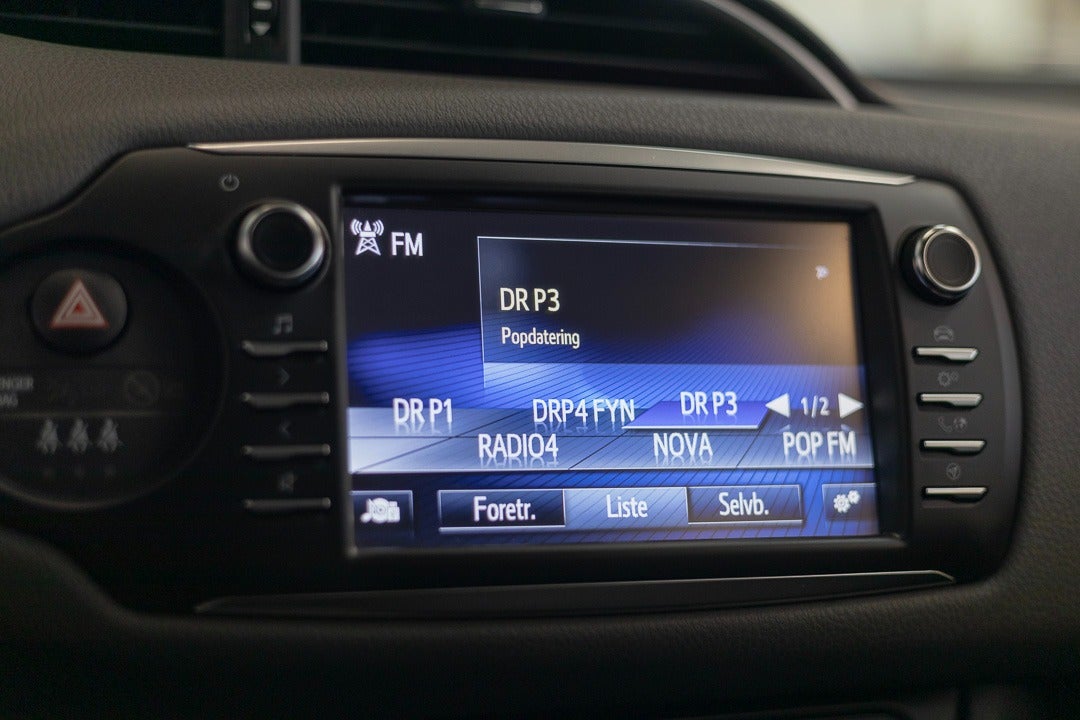 FM
DR P3
Popdatering
DR P1
DRP4 FYN
DR P3
1/2
RADIO4
NOVA
POP FM
Foretr.
Liste
Selvb.